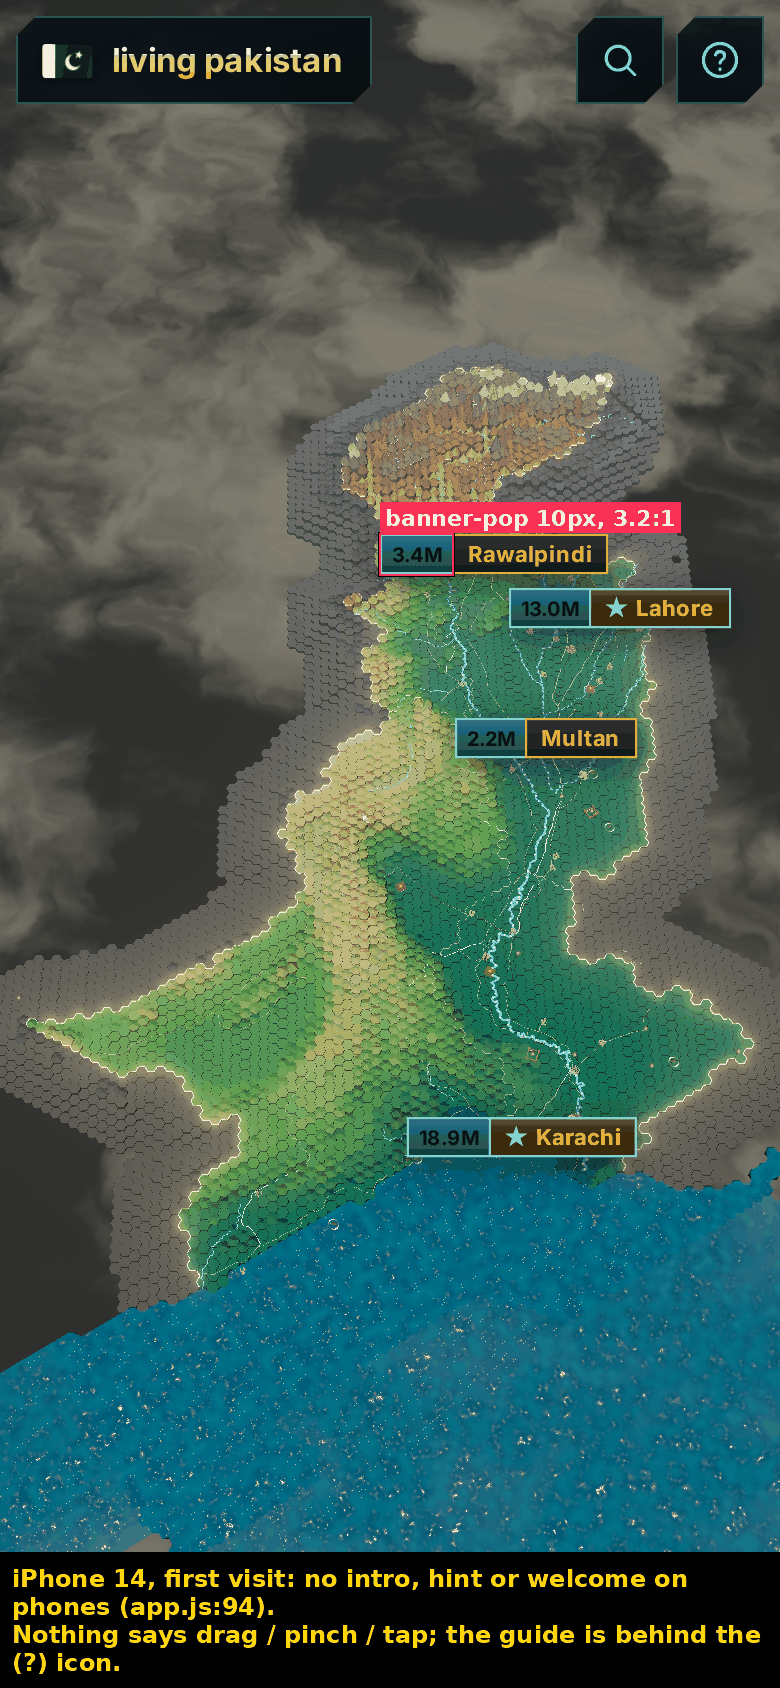 living pakistan
banner-pop 10px, 3.2:1
3.4M Rawalpindi
13.0M ★ Lahore
2.2M Multan
18.9M ★ Karachi
iPhone 14, first visit: no intro, hint or welcome on
phones (app.js:94).
Nothing says drag / pinch / tap; the guide is behind the
(?) icon.